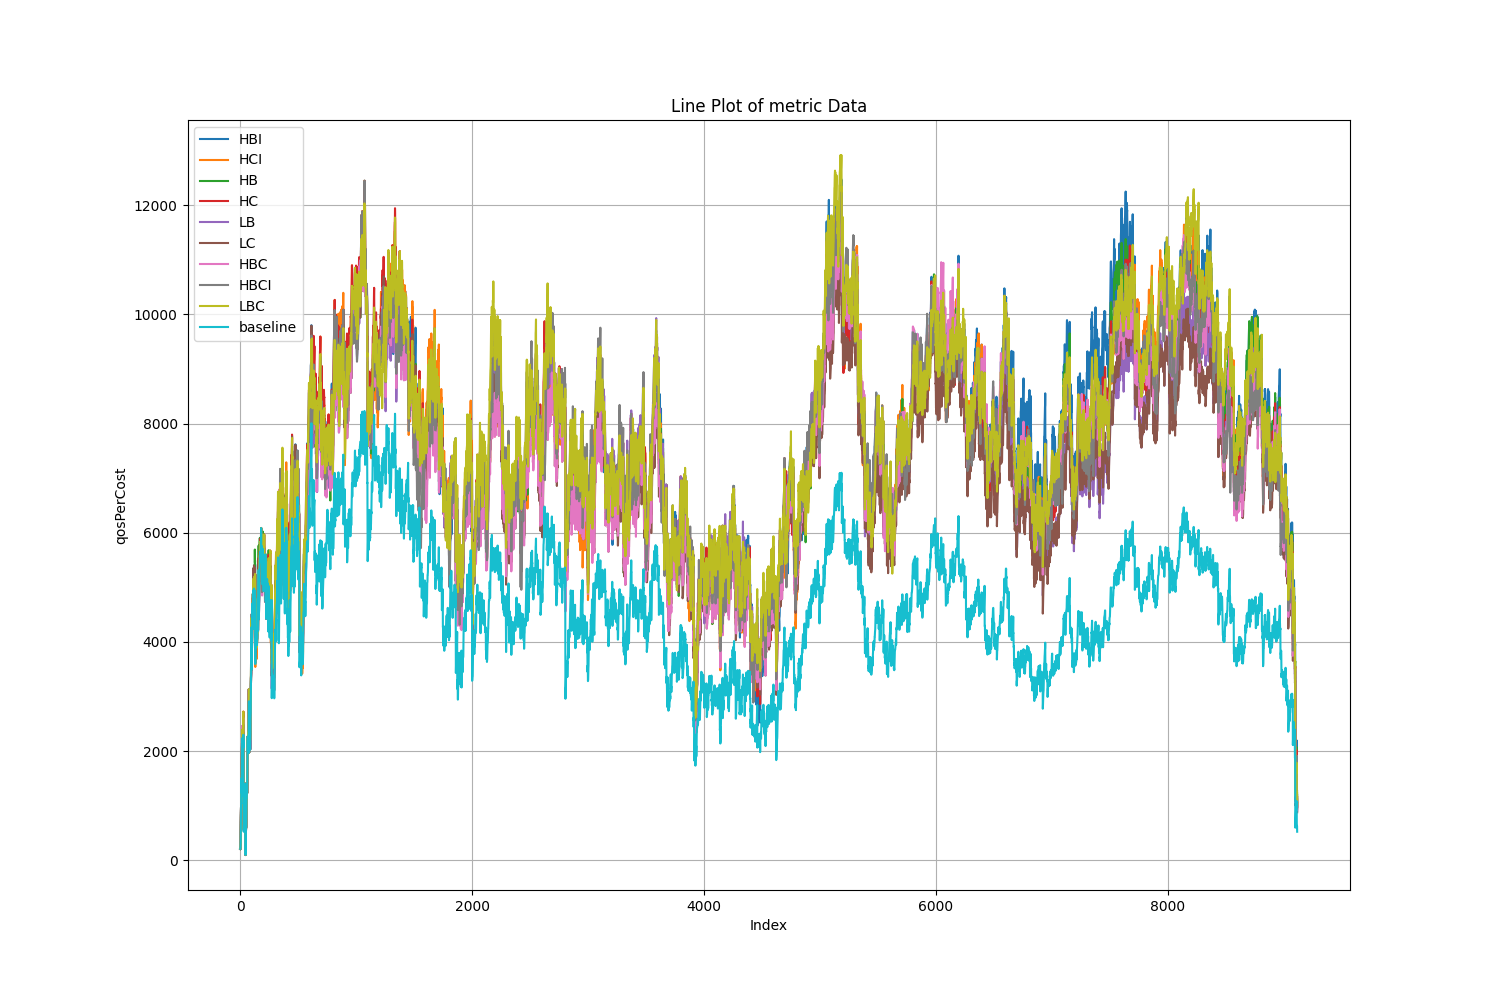 Line Plot of metric Data
HBI
HCI
HB
HC
LB
LC
HBC
HBCI
LBC
baseline
qosPerCost
12000
10000
8000
6000
4000
2000
0
0 2000 4000 6000 8000
Index